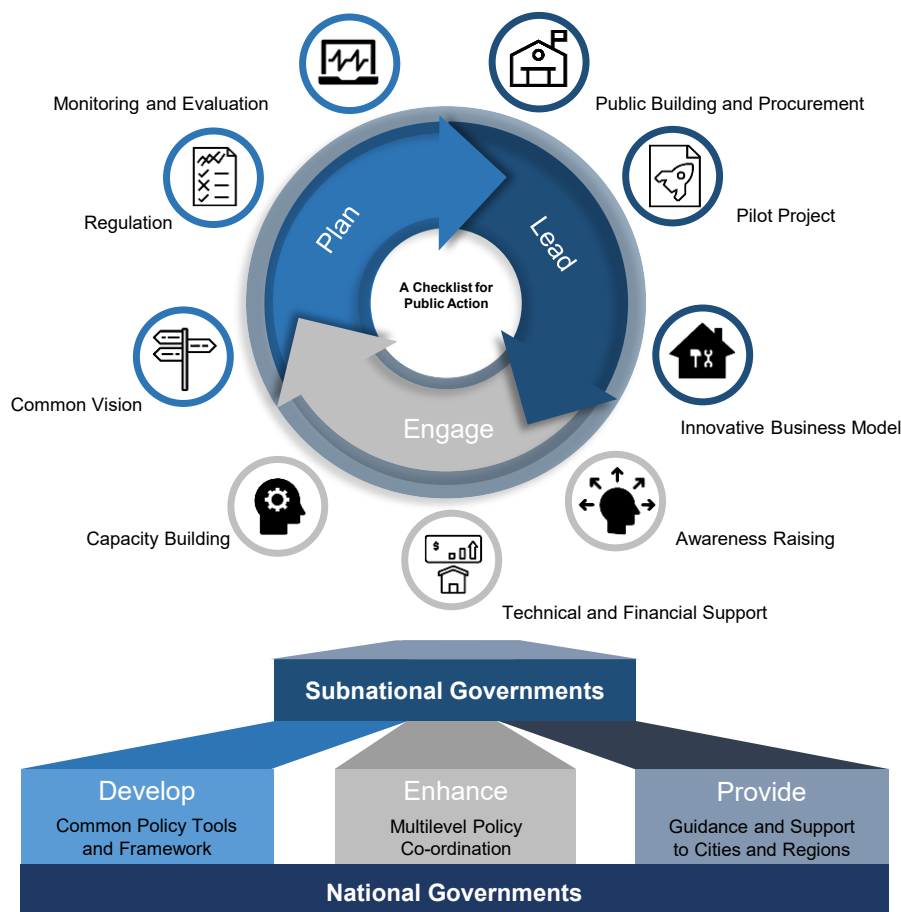 Monitoring and Evaluation
Public Building and Procurement
Regulation
Pilot Project
Plan
Lead
A Checklist for
Public Action
Common Vision
Innovative Business Model
Engage
Capacity Building
Awareness Raising
$
Technical and Financial Support
Subnational Governments
Develop
Common Policy Tools
and Framework
Enhance
Multilevel Policy
Co-ordination
Provide
Guidance and Support
to Cities and Regions
National Governments